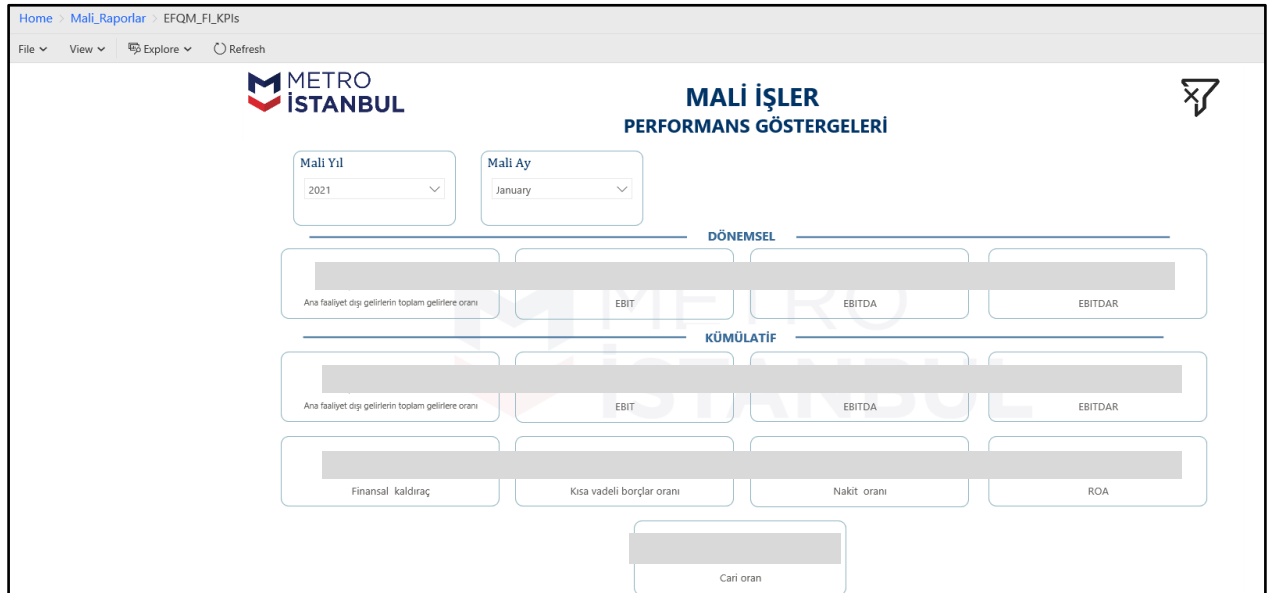 Home > Mali_Raporlar > EFQM_FI_KPIs
File View Explore Refresh
METRO
İSTANBUL
MALİ İŞLER
PERFORMANS GÖSTERGELERİ
Mali Yıl
2021
Mali Ay
January
DÖNEMSEL
Ana faaliyet dışı gelirlerin toplam gelirlere oranı
EBIT
EBITDA
EBITDAR
METRO
İSTANBUL
KÜMÜLATİF
Ana faaliyet dışı gelirlerin toplam gelirlere oranı
EBIT
EBITDA
EBITDAR
Finansal kaldıraç
Kısa vadeli borçlar oranı
Nakit oranı
ROA
Cari oran